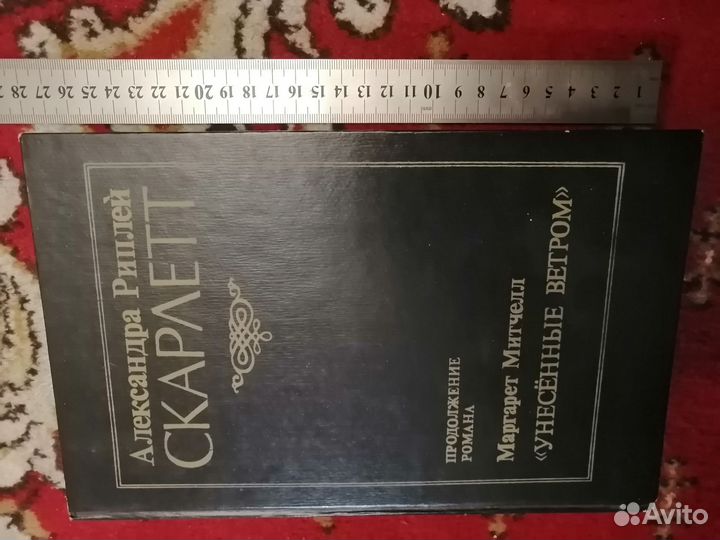 1 2 3 4 5 6 7 8 9 10 11 12 13 14 15 16 17 18 19 20 21 22 23 24 25 26 27 28
Александра Риплей
СКАРЛЕТТ
ПРОДОЛЖЕНИЕ
РОМАНА
Маргарет Митчелл
«УНЕСЁННЫЕ ВЕТРОМ»
Avito